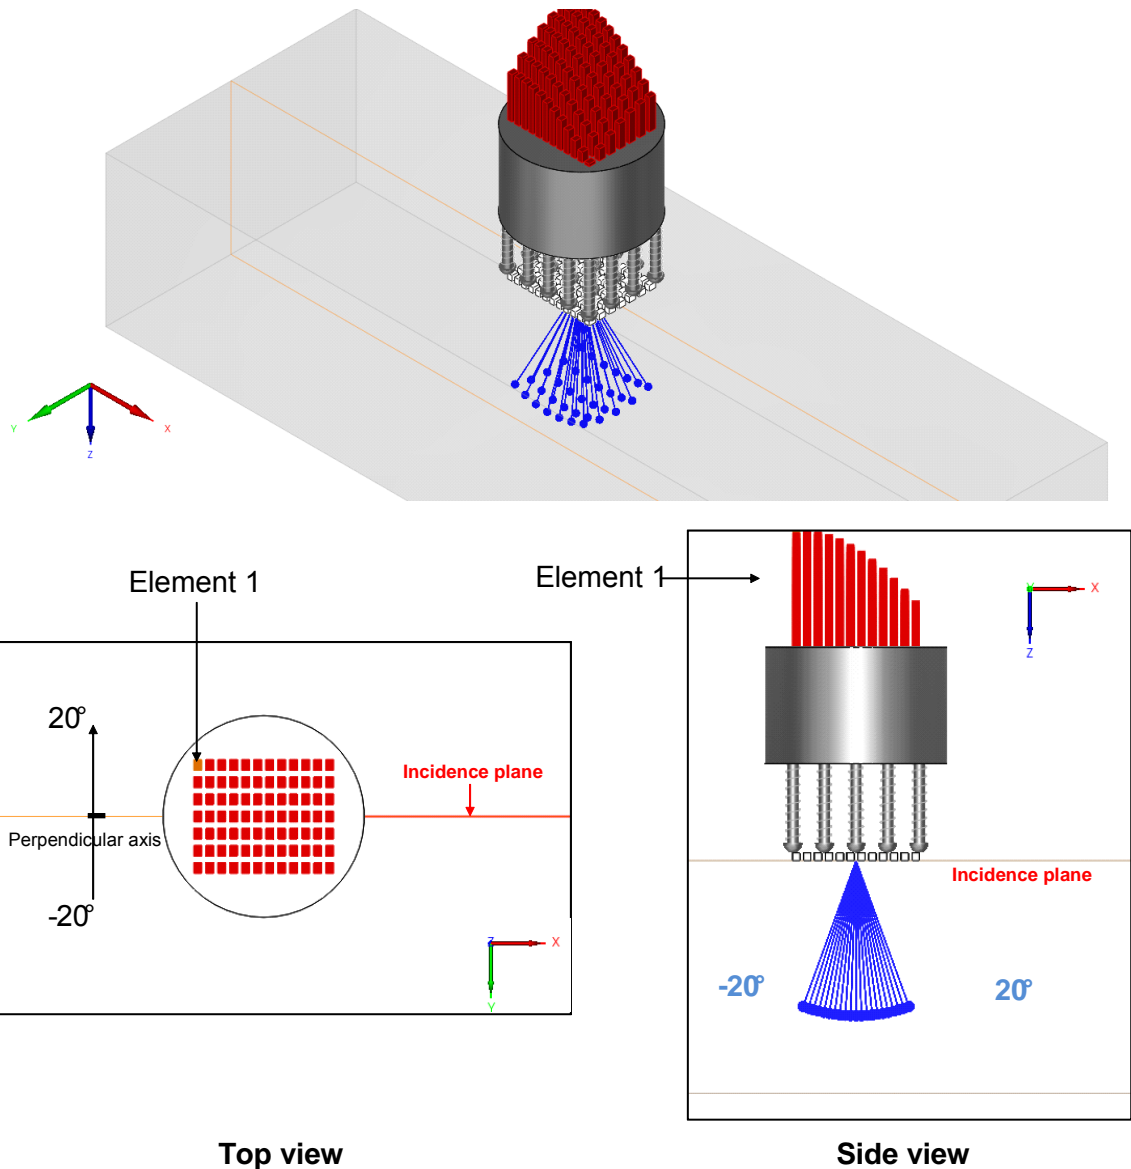 Y
X
Z
Element 1
Element 1
X
Z
20°
Incidence plane
Perpendicular axis
-20°
Z
X
Y
Incidence plane
-20°
20°
Top view
Side view